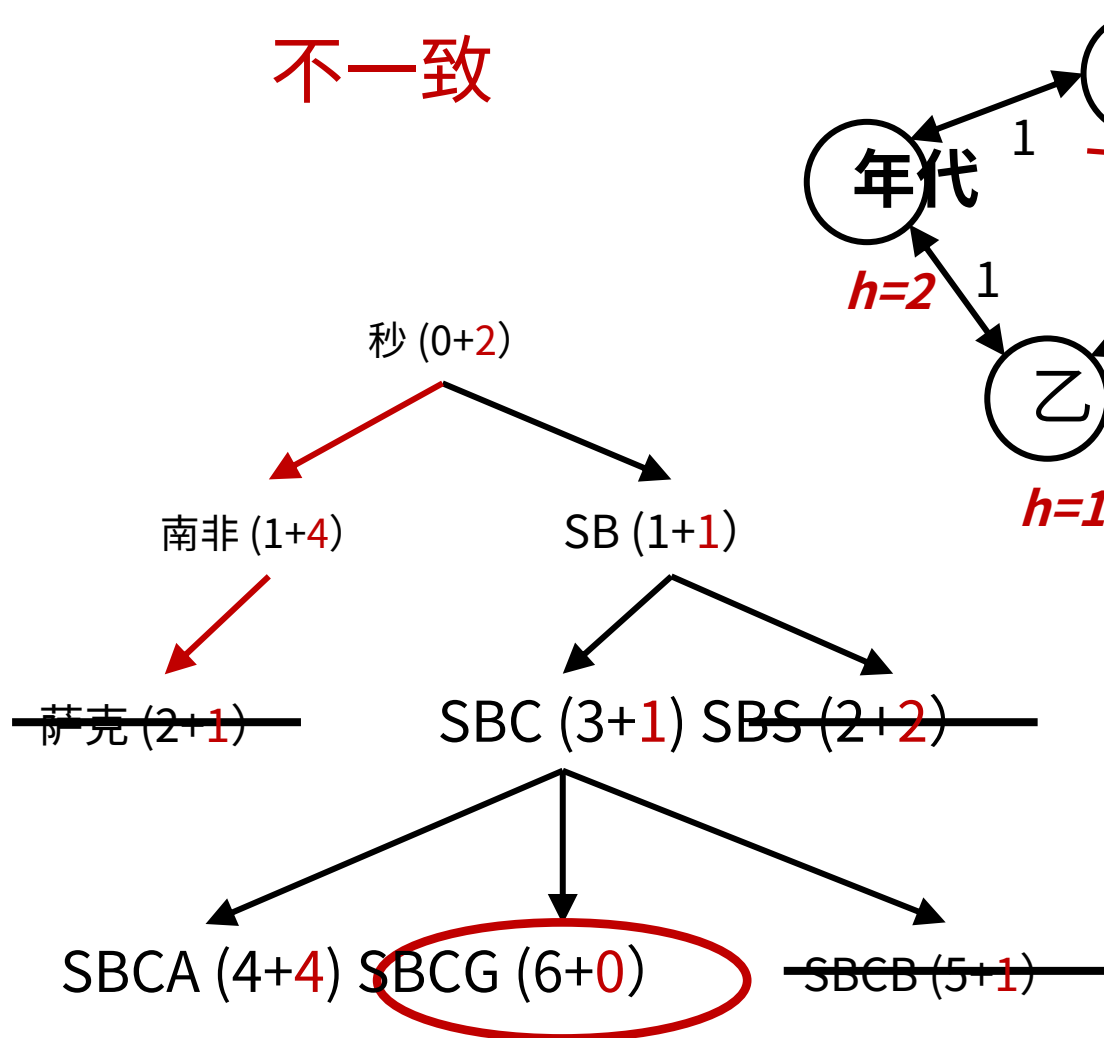 不一致
1
年代
h=2
1
秒 (0+2)
乙
h=1
南非 (1+4)
SB (1+1)
萨克 (2+1)
SBC (3+1) SBS (2+2)
SBCA (4+4) SBCG (6+0)
SBCB (5+1)